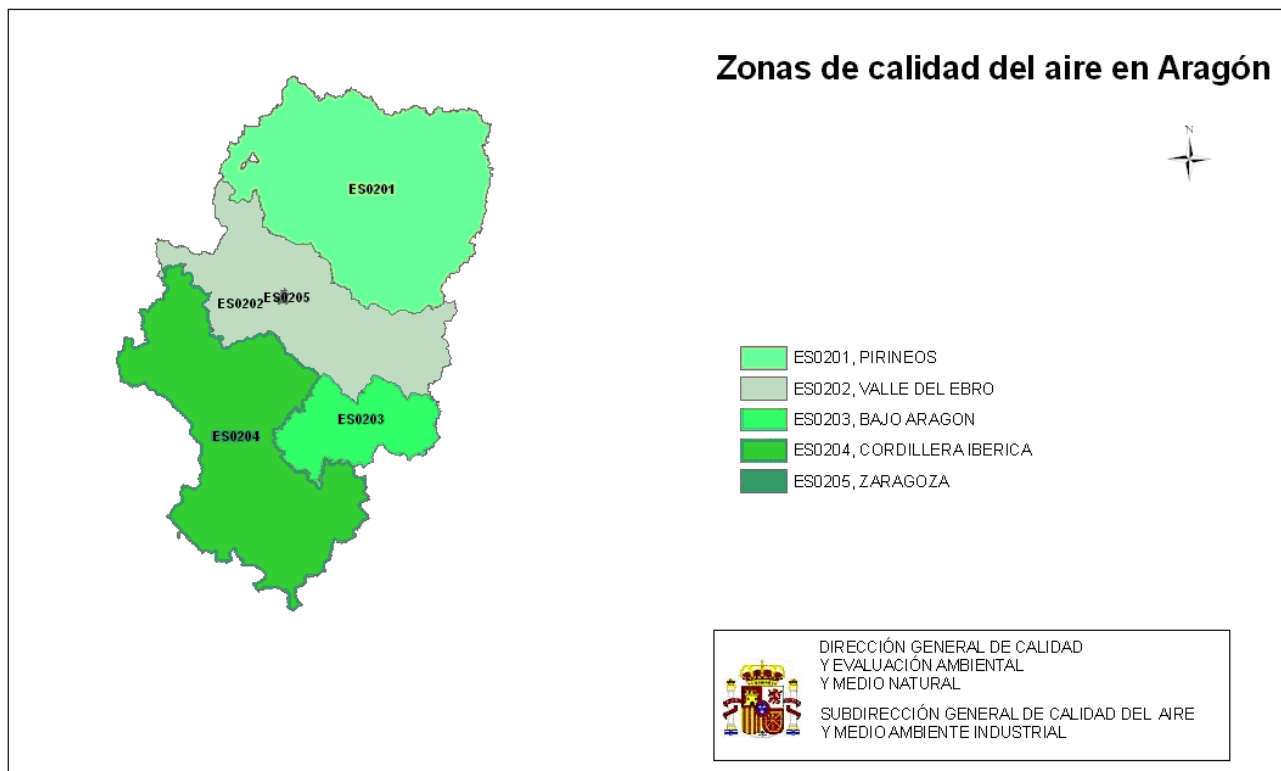 Zonas de calidad del aire en Aragón
N
ES0201
ES0202
ES0205
ES0203
ES0204
ES0201, PIRINEOS
ES0202, VALLE DEL EBRO
ES0203, BAJO ARAGON
ES0204, CORDILLERA IBERICA
ES0205, ZARAGOZA
DIRECCIÓN GENERAL DE CALIDAD
Y EVALUACIÓN AMBIENTAL
Y MEDIO NATURAL
SUBDIRECCIÓN GENERAL DE CALIDAD DEL AIRE
Y MEDIO AMBIENTE INDUSTRIAL